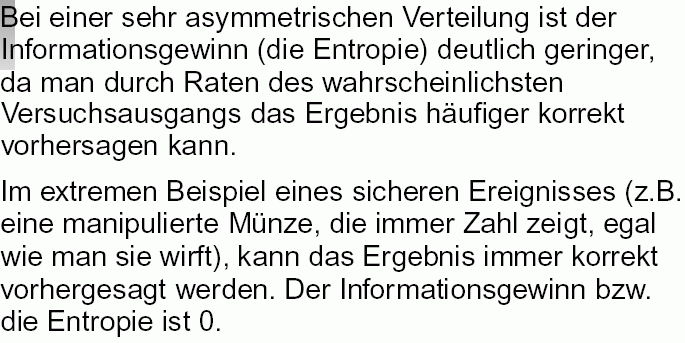 Bei einer sehr asymmetrischen Verteilung ist der
Informationsgewinn (die Entropie) deutlich geringer,
da man durch Raten des wahrscheinlichsten
Versuchsausgangs das Ergebnis häufiger korrekt
vorhersagen kann.
Im extremen Beispiel eines sicheren Ereignisses (z.B.
eine manipulierte Münze, die immer Zahl zeigt, egal
wie man sie wirft), kann das Ergebnis immer korrekt
vorhergesagt werden. Der Informationsgewinn bzw.
die Entropie ist 0.